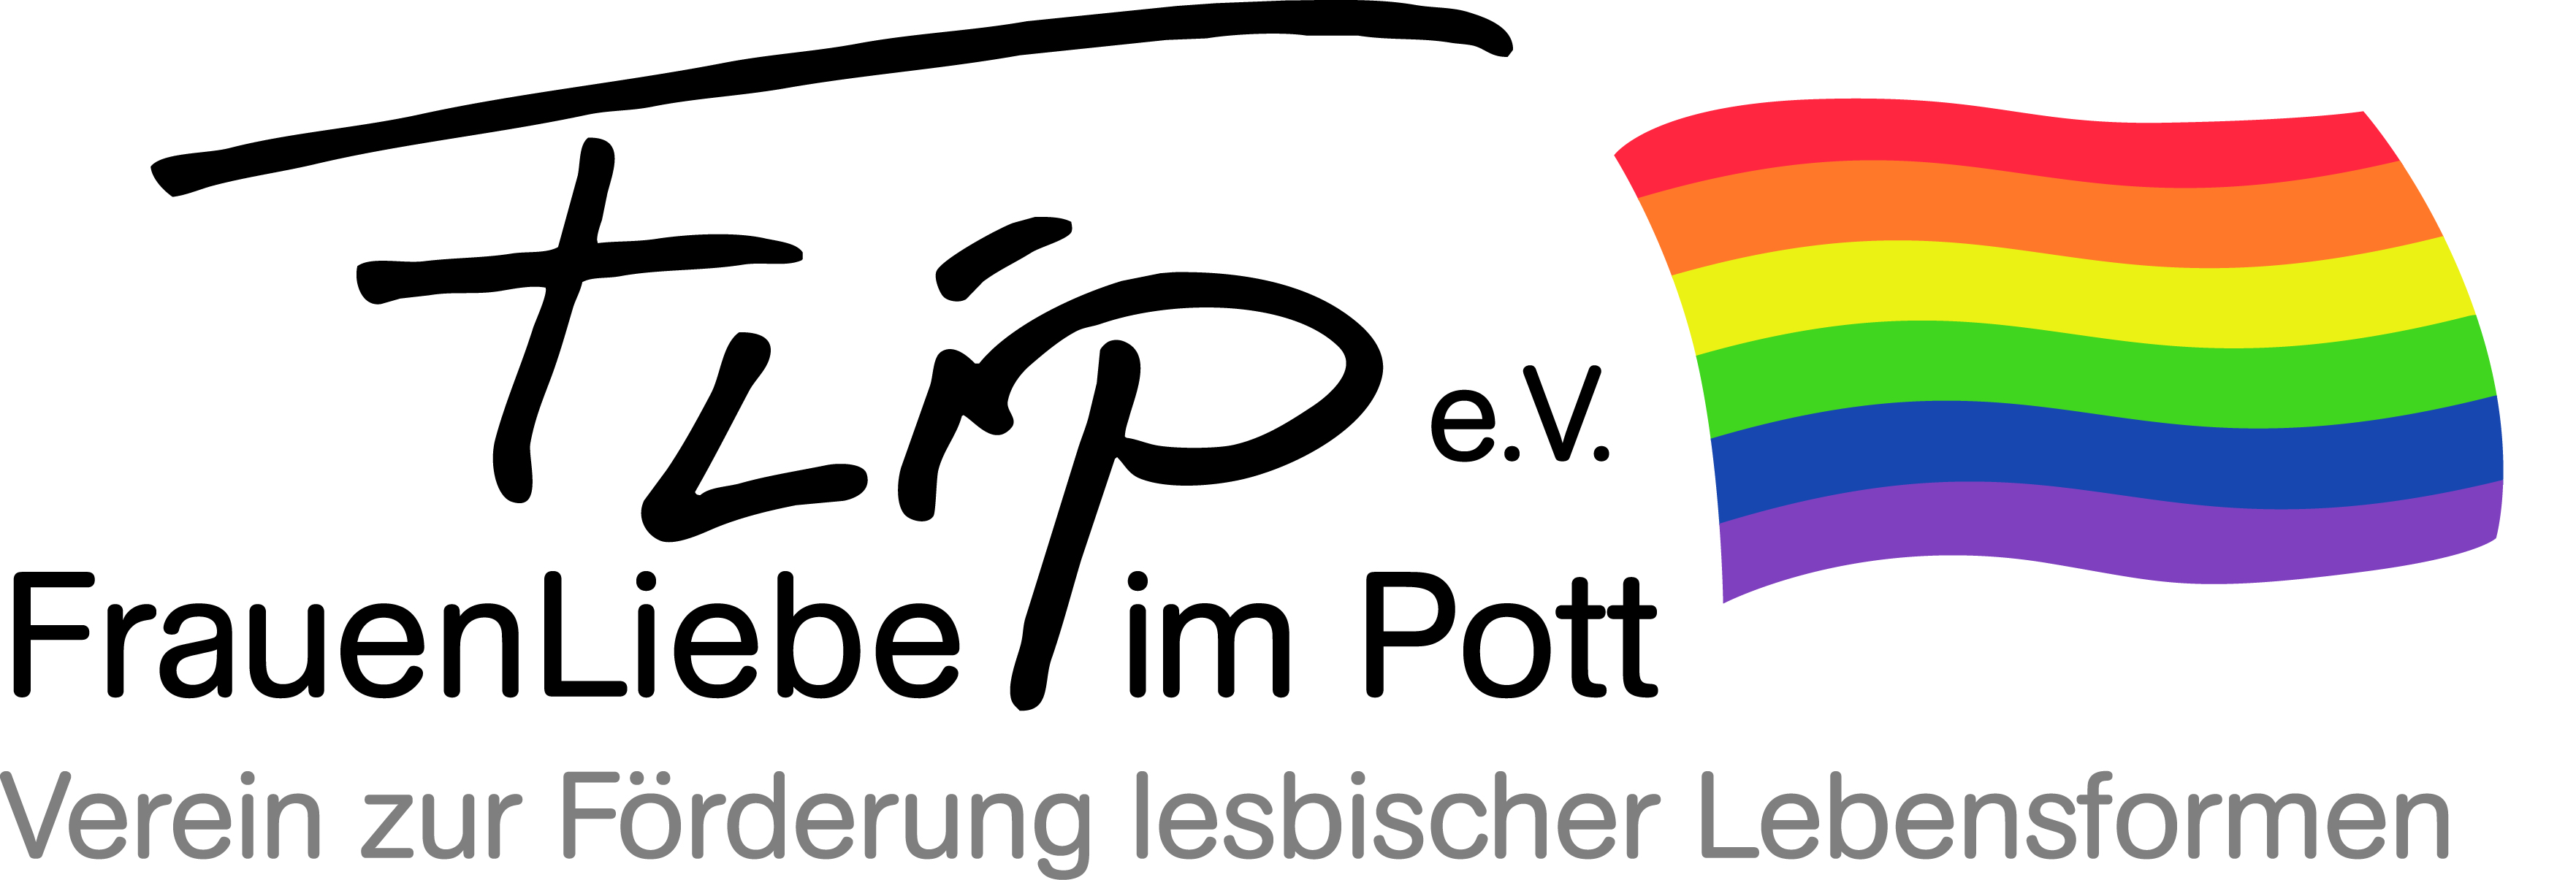 FLiP e.V.
FrauenLiebe im Pott
Verein zur Förderung lesbischer Lebensformen